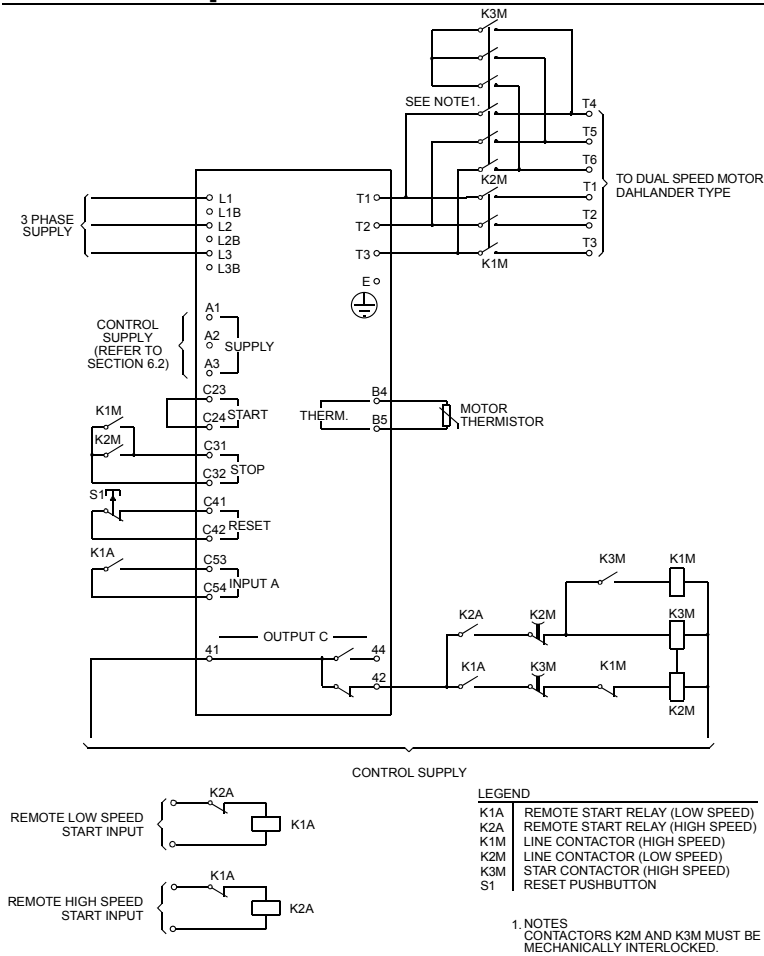 K3M
SEE NOTE1.
T4
T5
T6
K2M
T1
T2
T3
K1M
TO DUAL SPEED MOTOR
DAHLANDER TYPE
3 PHASE
SUPPLY
L1
L1B
L2
L2B
L3
L3B
T1
T2
T3
E
CONTROL
SUPPLY
(REFER TO
SECTION 6.2)
A1
A2
SUPPLY
A3
C23
C24
START
K1M
K2M
C31
C32
STOP
S1
C41
C42
RESET
K1A
C53
C54
INPUT A
THERM.
B4
B5
MOTOR
THERMISTOR
OUTPUT C
41
44
42
K3M
K1M
K2A
K2M
K3M
K1A
K3M
K1M
K2M
CONTROL SUPPLY
REMOTE LOW SPEED
START INPUT
K2A
K1A
REMOTE HIGH SPEED
START INPUT
K1A
K2A
LEGEND
K1A REMOTE START RELAY (LOW SPEED)
K2A REMOTE START RELAY (HIGH SPEED)
K1M LINE CONTACTOR (HIGH SPEED)
K2M LINE CONTACTOR (LOW SPEED)
K3M STAR CONTACTOR (HIGH SPEED)
S1 RESET PUSHBUTTON
1. NOTES
CONTACTORS K2M AND K3M MUST BE
MECHANICALLY INTERLOCKED.